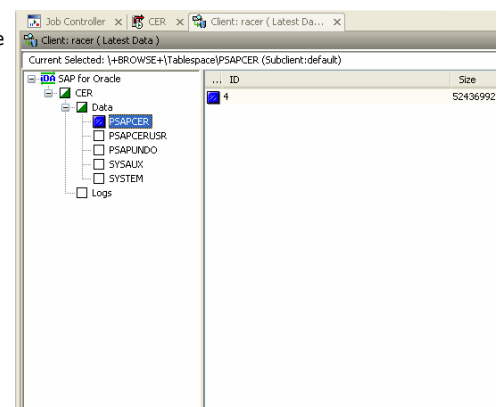 Job Controller x CER x Client: racer ( Latest Da... x
e
Client: racer ( Latest Data )
Current Selected: \+BROWSE+\Tablespace\PSAPCER (Subclient:default)
iDA SAP for Oracle
... ID Size
CER
4 52436992
Data
PSAPCER
PSAPCERUSR
PSAPUNDO
SYSAUX
SYSTEM
Logs